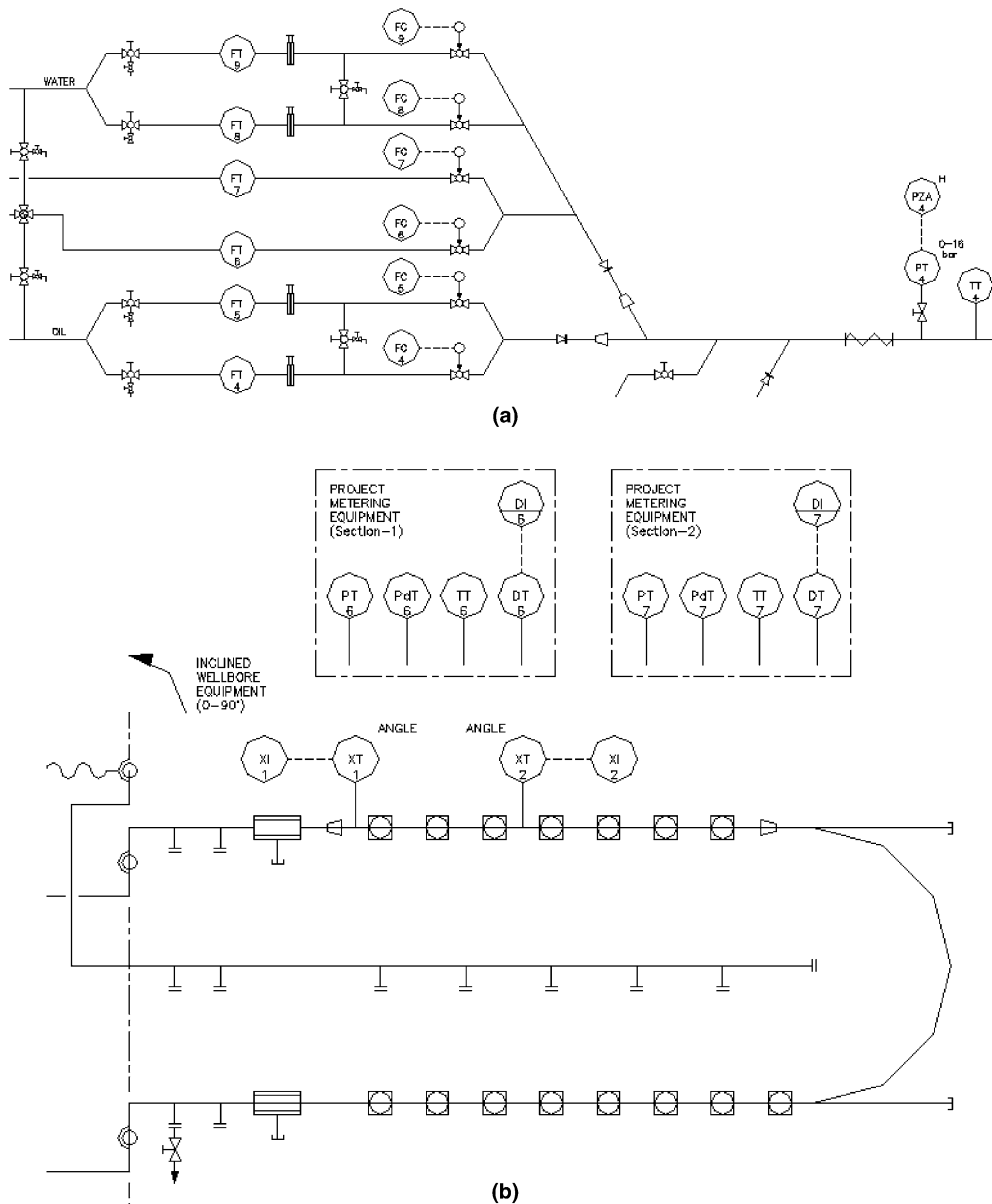 FC
9
WATER
FT
9
FC
8
FT
8
FC
7
FT
7
PZA
4
H
FC
6
FT
6
0-16
bar
PT
4
TT
4
FC
5
FT
5
OIL
FC
4
FT
4
(a)
PROJECT
METERING
EQUIPMENT
(Section-1)
DI
6
PT
6
PdT
6
TT
6
DT
6
PROJECT
METERING
EQUIPMENT
(Section-2)
DI
7
PT
7
PdT
7
TT
7
DT
7
INCLINED
WELLBORE
EQUIPMENT
(0-90°)
ANGLE
ANGLE
XI
1
XT
1
XT
2
XI
2
(b)